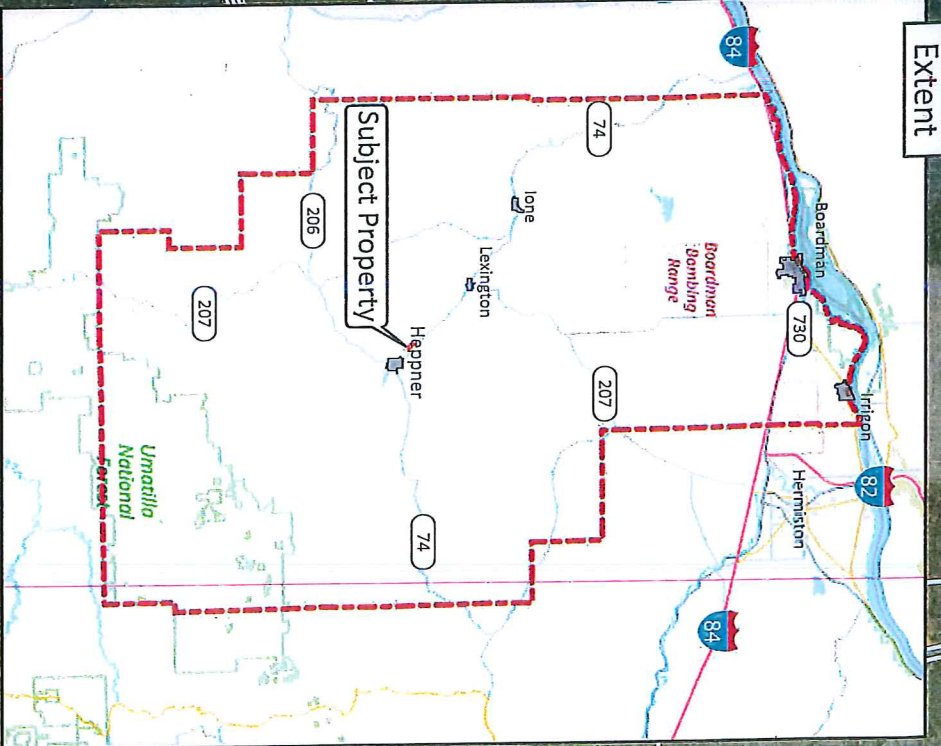 Extent
84
82
Irrigon
Boardman
730
Hermiston
84
74
Boardman
Bombing
Range
207
Ione
Lexington
Subject Property
Heppner
74
206
207
Umatilla
National
Forest